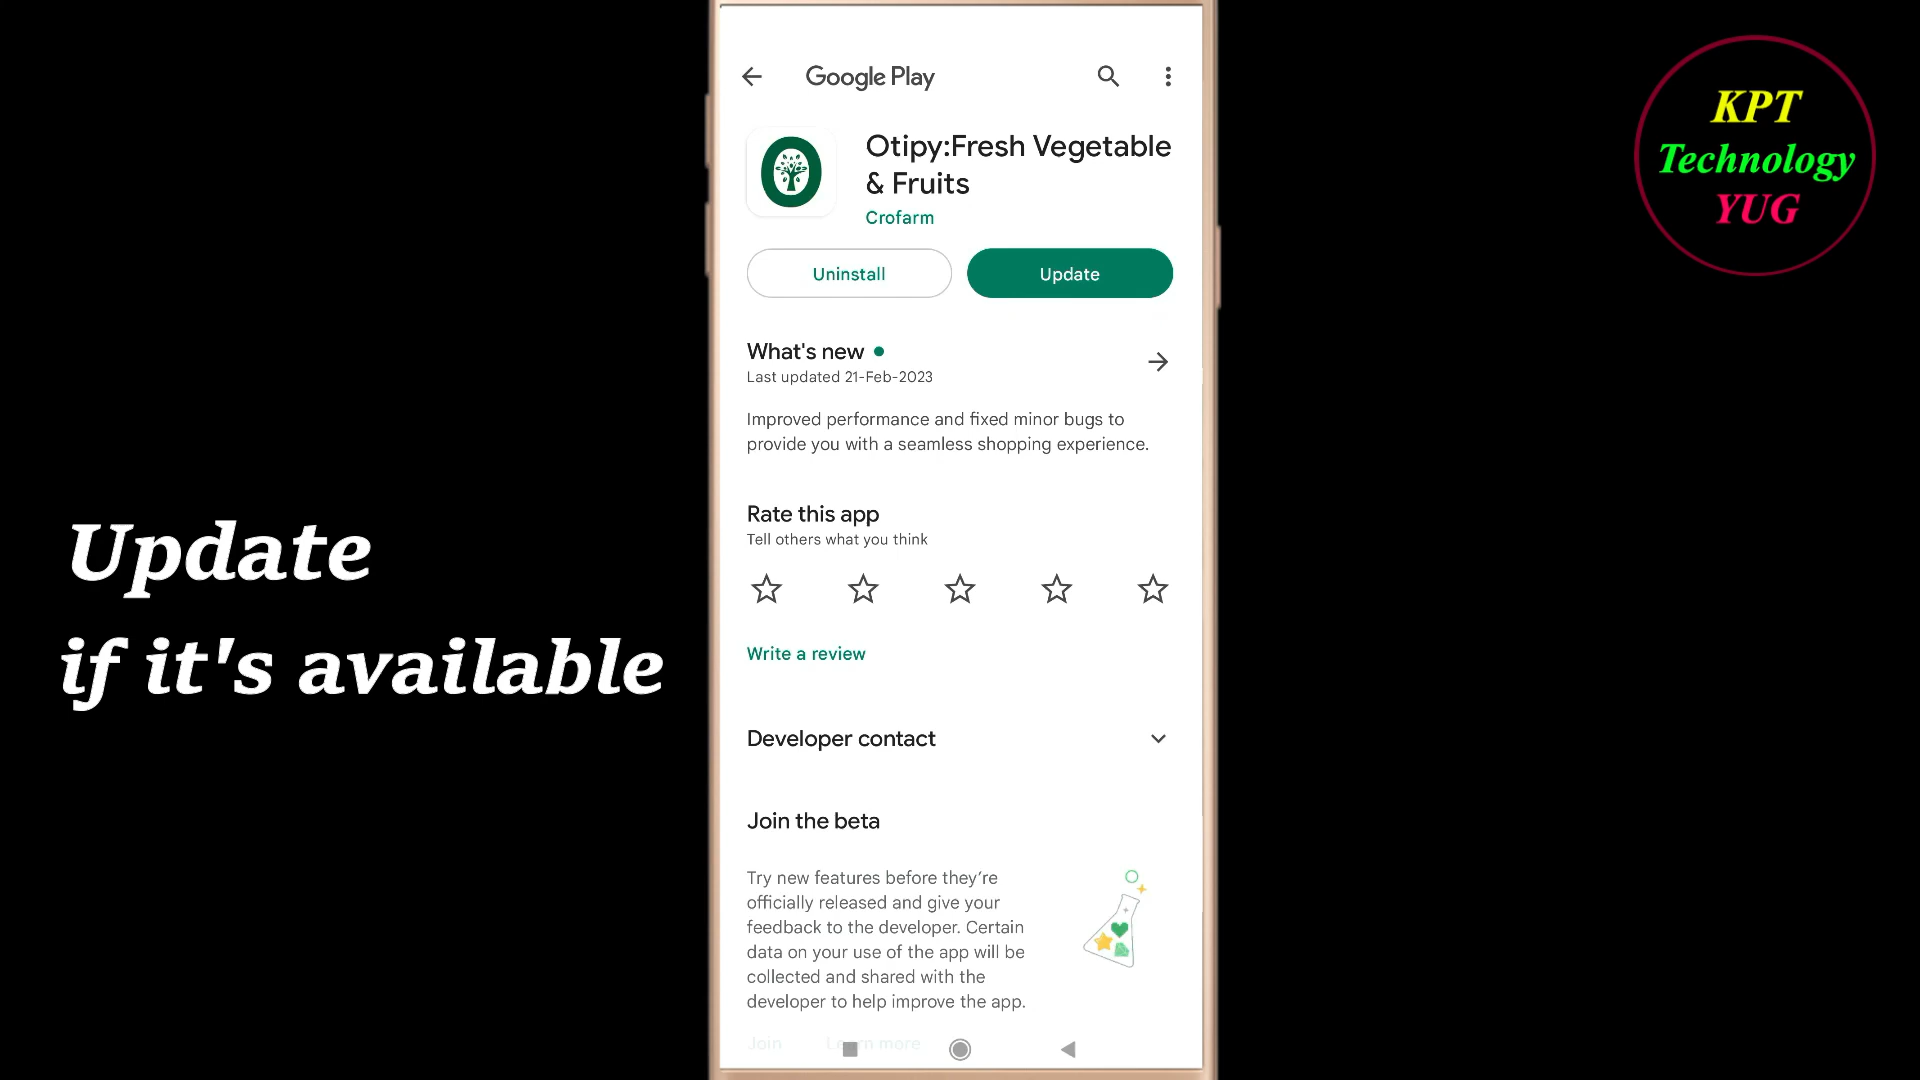 Google Play
Otipy:Fresh Vegetable
& Fruits
Crofarm
Uninstall
Update
What's new
Last updated 21-Feb-2023
Improved performance and fixed minor bugs to
provide you with a seamless shopping experience.
Rate this app
Tell others what you think
Write a review
Developer contact
Join the beta
Try new features before they're
officially released and give your
feedback to the developer. Certain
data on your use of the app will be
collected and shared with the
developer to help improve the app.
Join
Learn more
Update
if it's available
KPT
Technology
YUG